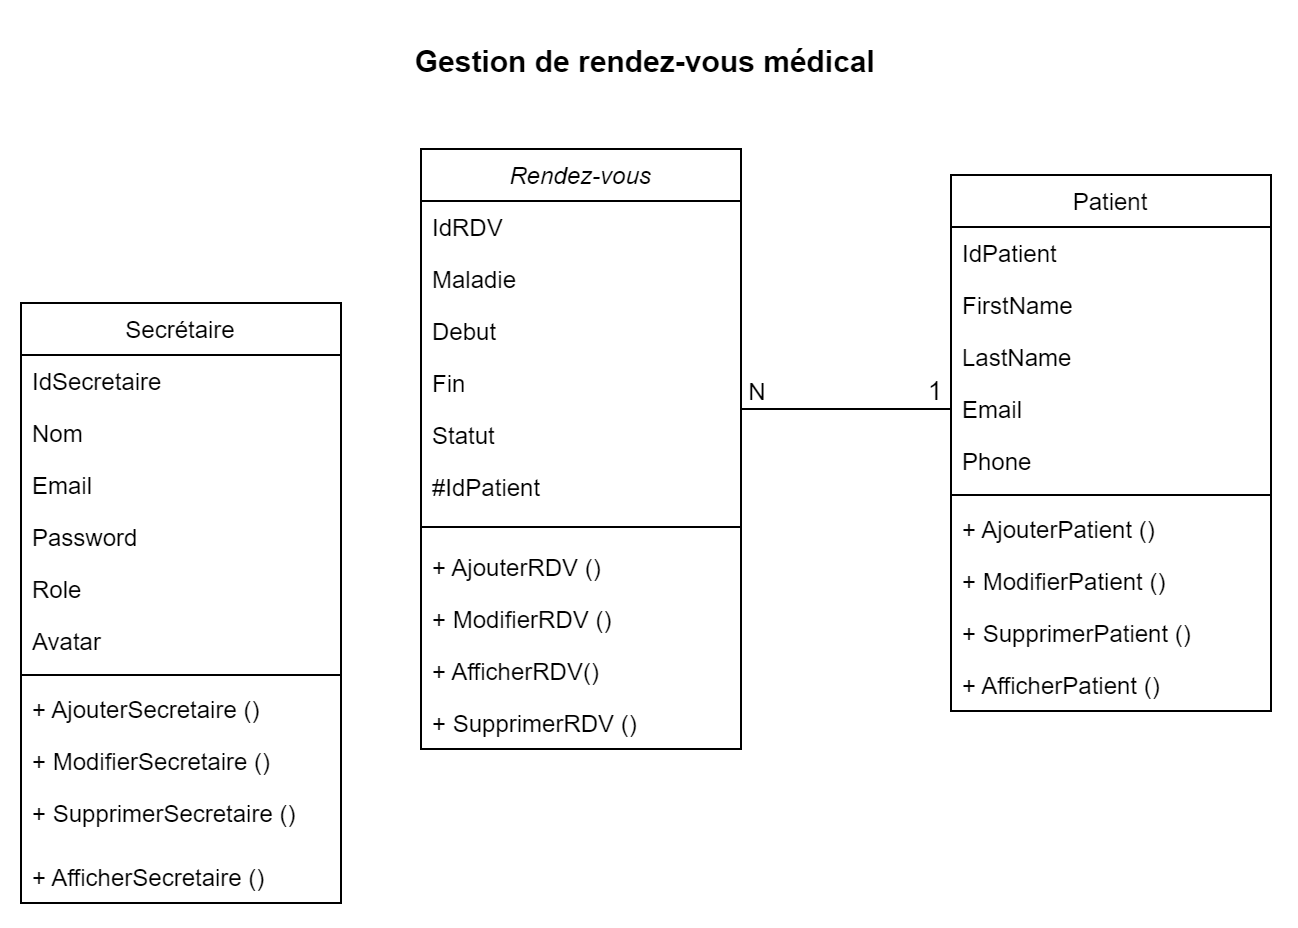 Gestion de rendez-vous médical
Secrétaire
IdSecretaire
Nom
Email
Password
Role
Avatar
+ AjouterSecretaire ()
+ ModifierSecretaire ()
+ SupprimerSecretaire ()
+ AfficherSecretaire ()
Rendez-vous
IdRDV
Maladie
Debut
Fin
Statut
#IdPatient
+ AjouterRDV ()
+ ModifierRDV ()
+ AfficherRDV()
+ SupprimerRDV ()
N
1
Patient
IdPatient
FirstName
LastName
Email
Phone
+ AjouterPatient ()
+ ModifierPatient ()
+ SupprimerPatient ()
+ AfficherPatient ()